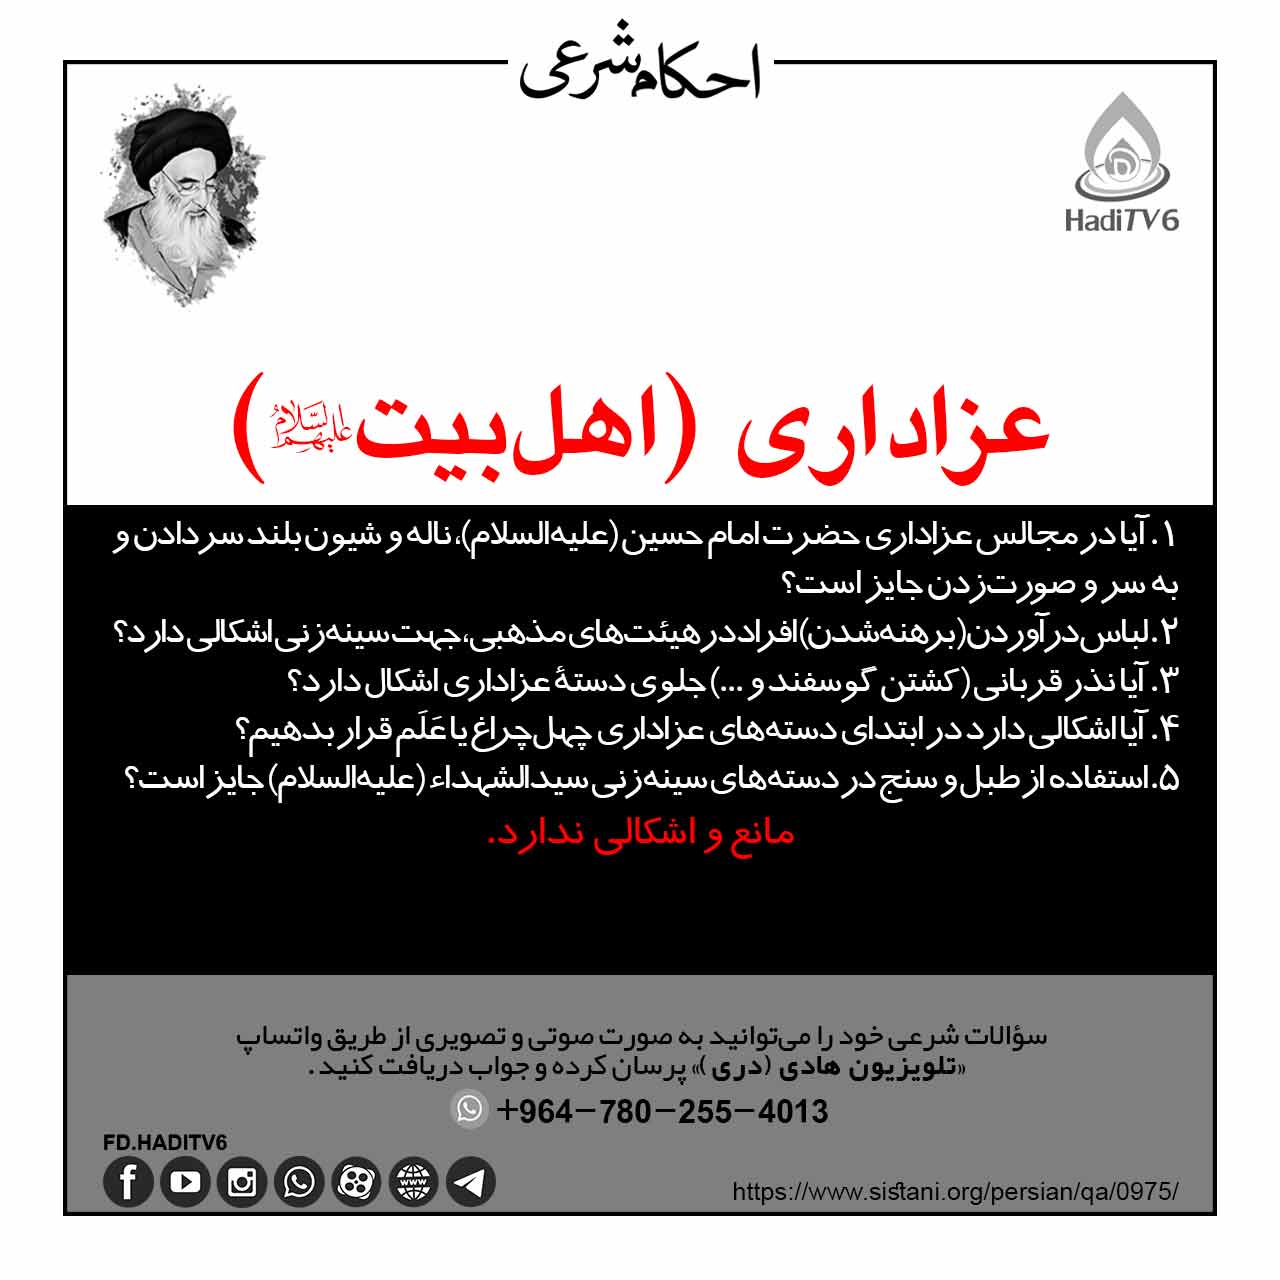 احکام شرعی
HadiTV6
عزاداری (اهل‌بیت علیهم السَّلامُ)
۱. آیا در مجالس عزاداری حضرت امام حسین (علیه‌السلام)، ناله و شیون بلند سر دادن و
به سر و صورت‌زدن جایز است؟
۲. لباس‌درآوردن(برهنه‌شدن) افراد در هیئت‌های مذهبی، جهت سینه‌زنی اشکالی دارد؟
۳. آیا نذر قربانی (کشتن گوسفند و ...) جلوی دستهٔ عزاداری اشکال دارد؟
۴. آیا اشکالی دارد در ابتدای دسته‌های عزاداری چهل‌چراغ یا عَلَم قرار بدهیم؟
۵. استفاده از طبل و سنج در دسته‌های سینه‌زنی سیدالشهداء (علیه‌السلام) جایز است؟
مانع و اشکالی ندارد.
سؤالات شرعی خود را می‌توانید به صورت صوتی و تصویری از طریق واتساپ
«تلویزیون هادی (دری)» پرسان کرده و جواب دریافت کنید.
+964-780-255-4013
FD.HADITV6
https://www.sistani.org/persian/qa/0975/